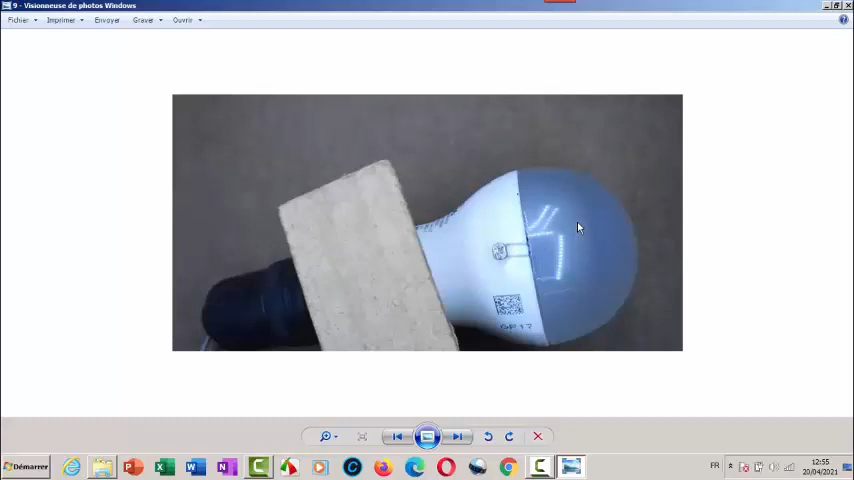 9 - Visionneuse de photos Windows
Fichier Imprimer Envoyer Graver Ouvrir
Démarrer
FR
12:55
20/04/2021